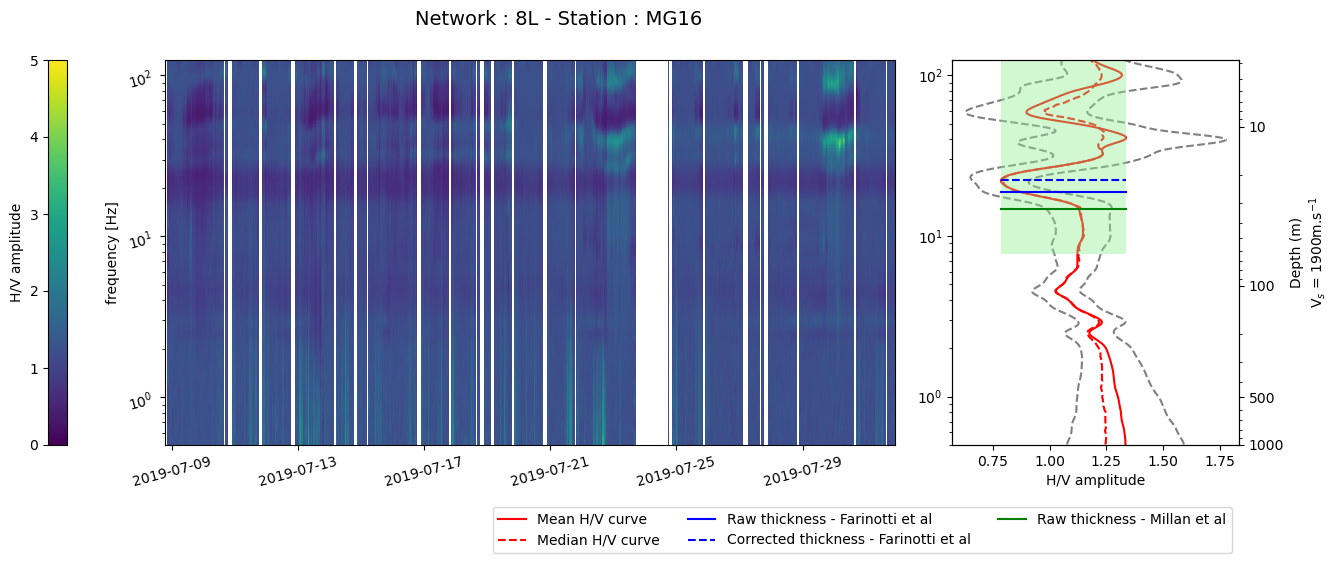 Network : 8L - Station : MG16
5
4
3
2
1
0
H/V amplitude
10²
10¹
10⁰
frequency [Hz]
2019-07-09
2019-07-13
2019-07-17
2019-07-21
2019-07-25
2019-07-29
10²
10¹
10⁰
0.75
1.00
1.25
1.50
1.75
H/V amplitude
10
100
500
1000
Depth (m)
Vₛ = 1900m.s⁻¹
Mean H/V curve
Median H/V curve
Raw thickness - Farinotti et al
Corrected thickness - Farinotti et al
Raw thickness - Millan et al